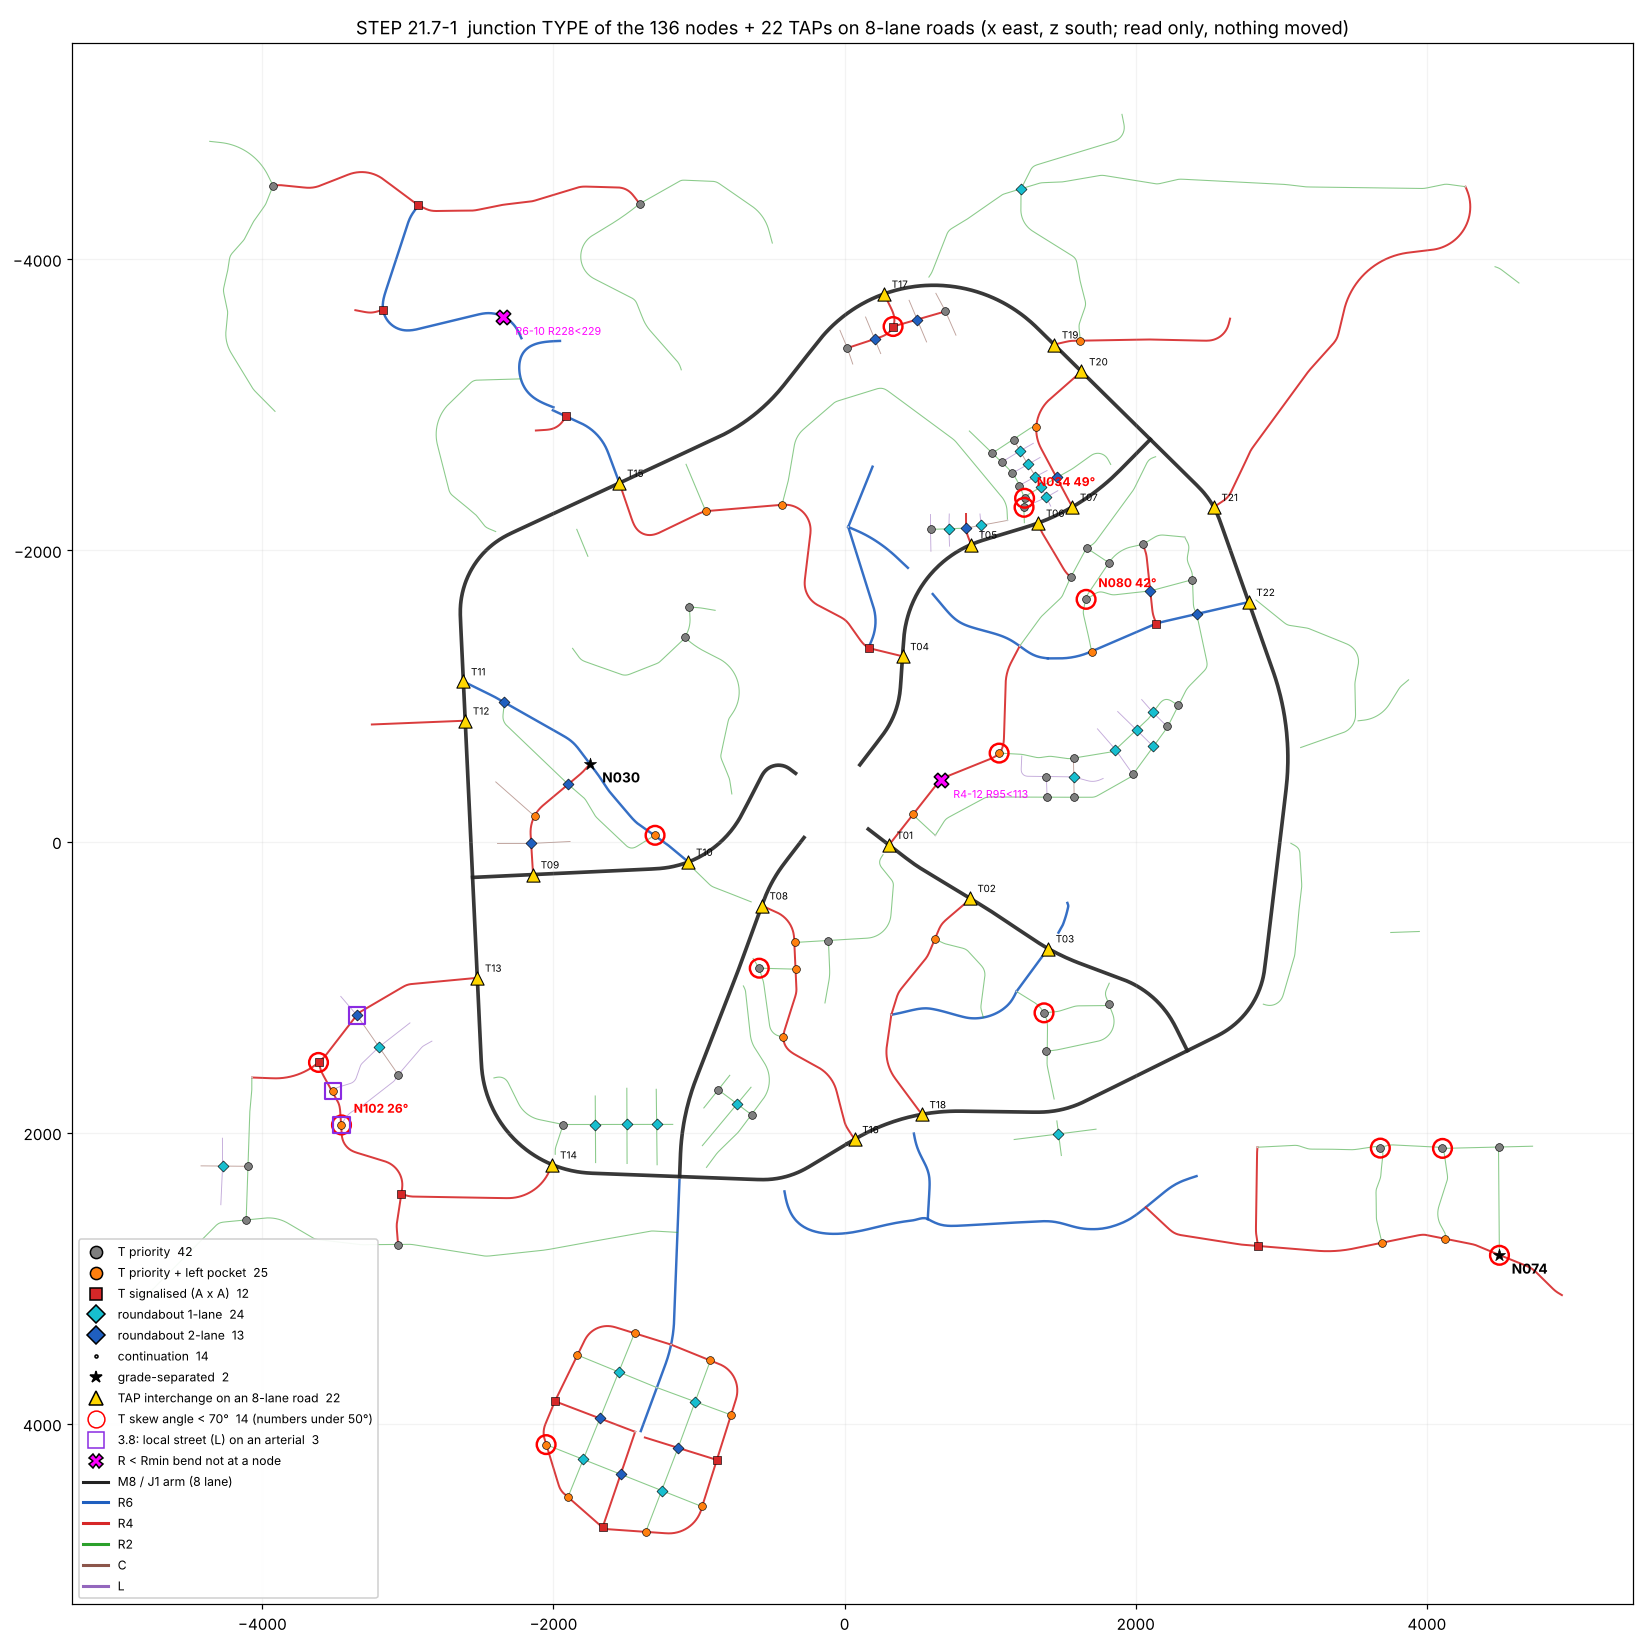 STEP 21.7-1  junction TYPE of the 136 nodes + 22 TAPs on 8-lane roads (x east, z south; read only, nothing moved)
−4000
−2000
0
2000
4000
−4000
−2000
0
2000
4000
T17
R6-10 R228<229
T19
T20
T15
N034 49°
T07
T06
T21
T05
N080 42°
T22
T04
T11
T12
N030
R4-12 R95<113
T01
T10
T09
T02
T08
T03
T13
N102 26°
T18
T16
T14
N074
T priority  42
T priority + left pocket  25
T signalised (A x A)  12
roundabout 1-lane  24
roundabout 2-lane  13
continuation  14
grade-separated  2
TAP interchange on an 8-lane road  22
T skew angle < 70°  14 (numbers under 50°)
3.8: local street (L) on an arterial  3
R < Rmin bend not at a node
M8 / J1 arm (8 lane)
R6
R4
R2
C
L